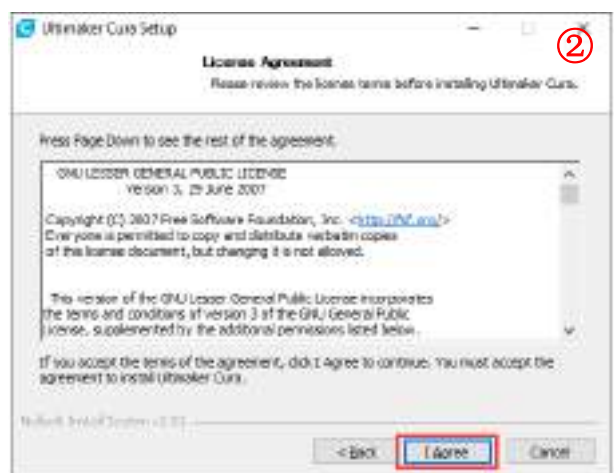 Ultimaker Cura Setup
②
License Agreement
Please review the license terms before installing Ultimaker Cura.
Press Page Down to see the rest of the agreement.
GNU LESSER GENERAL PUBLIC LICENSE
Version 3, 29 June 2007
Copyright (C) 2007 Free Software Foundation, Inc. <http://fsf.org/>
Everyone is permitted to copy and distribute verbatim copies
of this license document, but changing it is not allowed.
This version of the GNU Lesser General Public License incorporates
the terms and conditions of version 3 of the GNU General Public
License, supplemented by the additional permissions listed below.
If you accept the terms of the agreement, click I Agree to continue. You must accept the
agreement to install Ultimaker Cura.
Nullsoft Install System
< Back
I Agree
Cancel